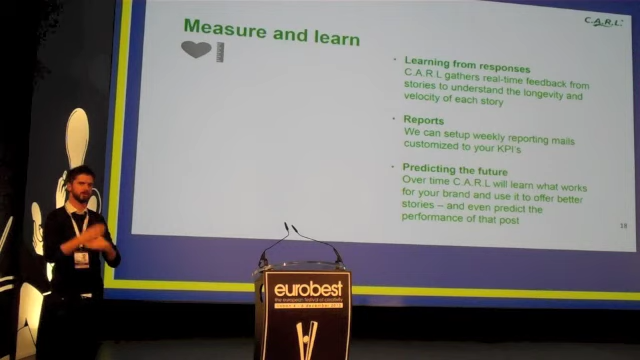 Measure and learn
C.A.R.L
• Learning from responses
C.A.R.L gathers real-time feedback from
stories to understand the longevity and
velocity of each story
• Reports
We can setup weekly reporting mails
customized to your KPI's
• Predicting the future
Over time C.A.R.L will learn what works
for your brand and use it to offer better
stories – and even predict the
performance of that post
18
eurobest
the european festival of creativity